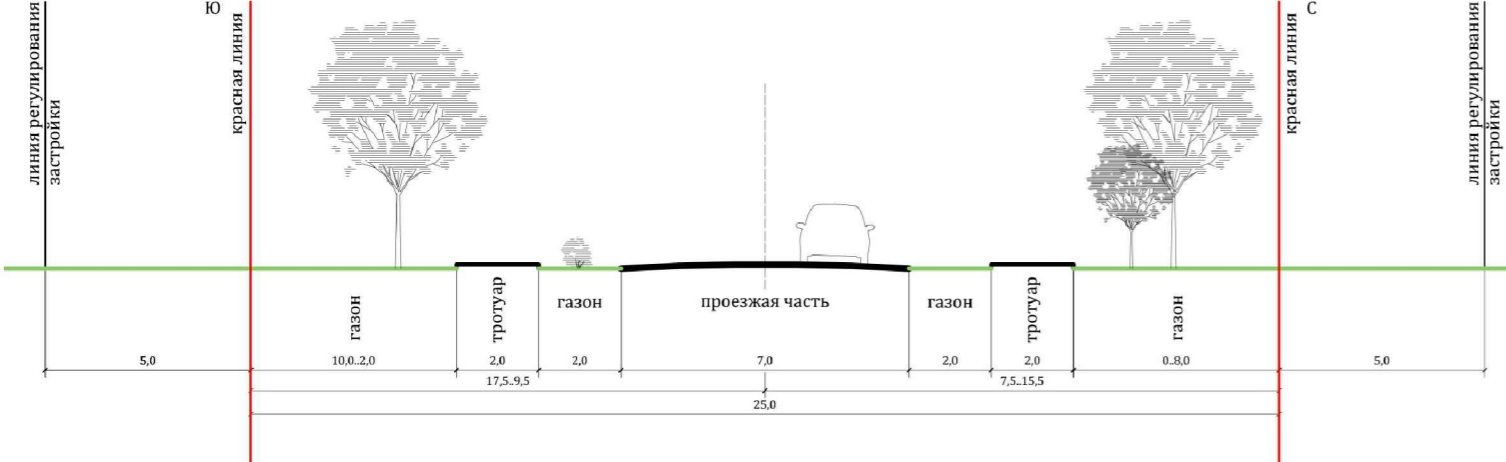 Ю
С
линия регулирования
застройки
красная линия
красная линия
линия регулирования
застройки
газон
тротуар
газон
проезжая часть
газон
тротуар
газон
5,0
10,0..2,0
2,0
2,0
7,0
2,0
2,0
0..8,0
5,0
17,5..9,5
7,5..15,5
25,0